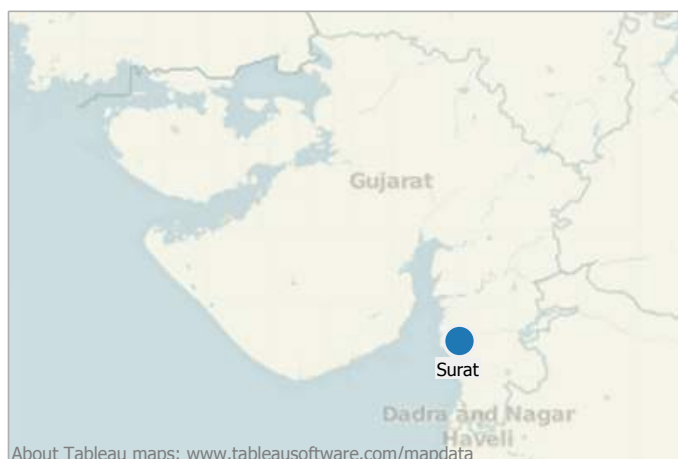 Gujarat
Surat
Dadra and Nagar
Haveli
About Tableau maps: www.tableausoftware.com/mapdata